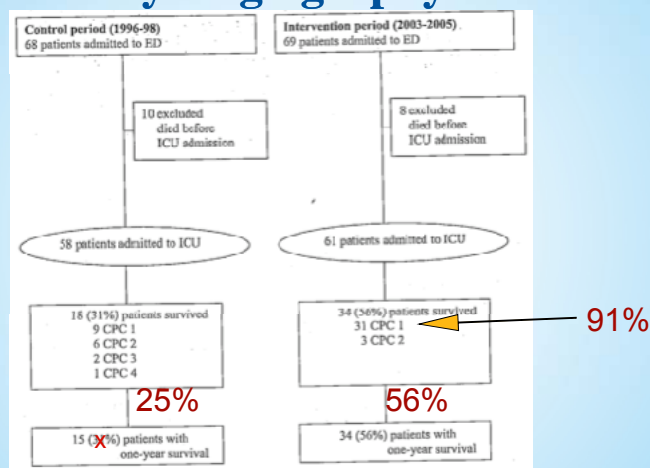 Control period (1996-98)
68 patients admitted to ED
10 excluded
died before
ICU admission
58 patients admitted to ICU
18 (31%) patients survived
9 CPC 1
6 CPC 2
2 CPC 3
1 CPC 4
25%
15 ( %) patients with
one-year survival
Intervention period (2003-2005)
69 patients admitted to ED
8 excluded
died before
ICU admission
61 patients admitted to ICU
34 (56%) patients survived
31 CPC 1
3 CPC 2
91%
56%
34 (56%) patients with
one-year survival